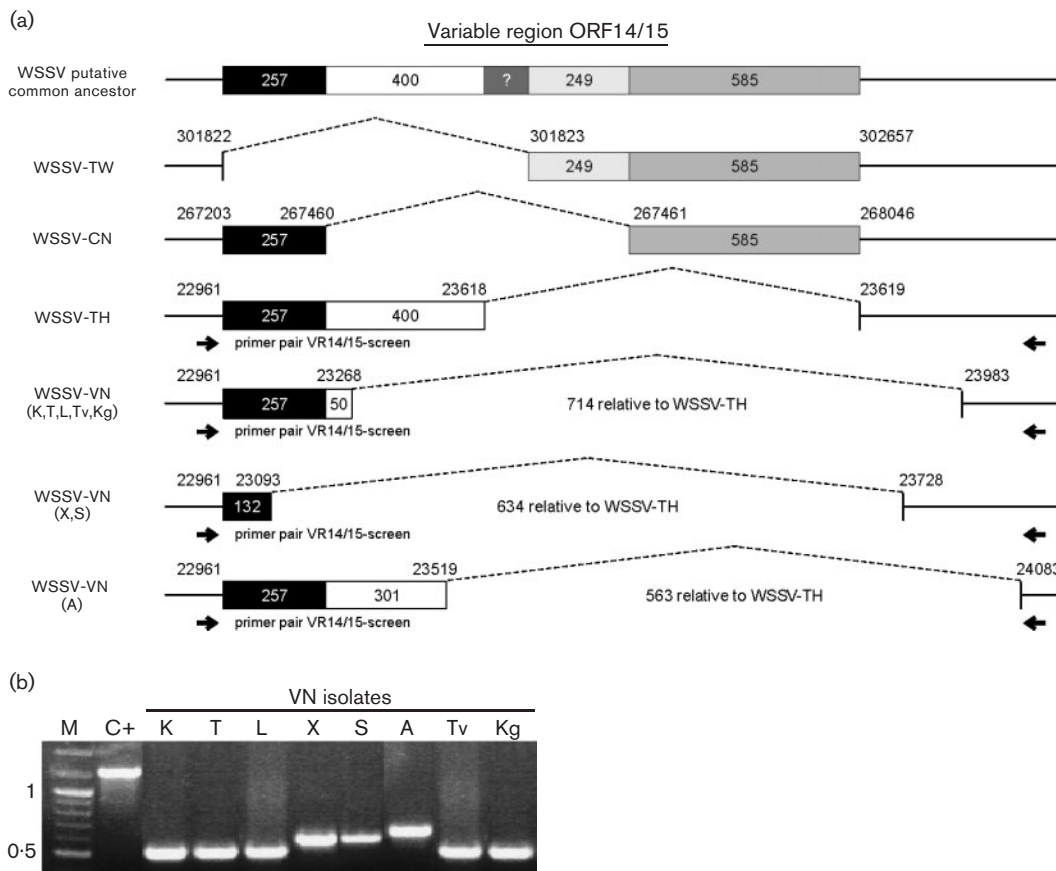 (a)
Variable region ORF14/15
WSSV putative
common ancestor
257 400 ? 249 585
301822 301823 302657
WSSV-TW
249 585
267203 267460 267461 268046
WSSV-CN
257 585
22961 23618 23619
WSSV-TH
257 400
primer pair VR14/15-screen
22961 23268 23983
WSSV-VN
(K,T,L,Tv,Kg)
257 50 714 relative to WSSV-TH
primer pair VR14/15-screen
22961 23093 23728
WSSV-VN
(X,S)
132 634 relative to WSSV-TH
primer pair VR14/15-screen
22961 23519 24083
WSSV-VN
(A)
257 301 563 relative to WSSV-TH
primer pair VR14/15-screen
(b)
VN isolates
M C+ K T L X S A Tv Kg
1
0·5